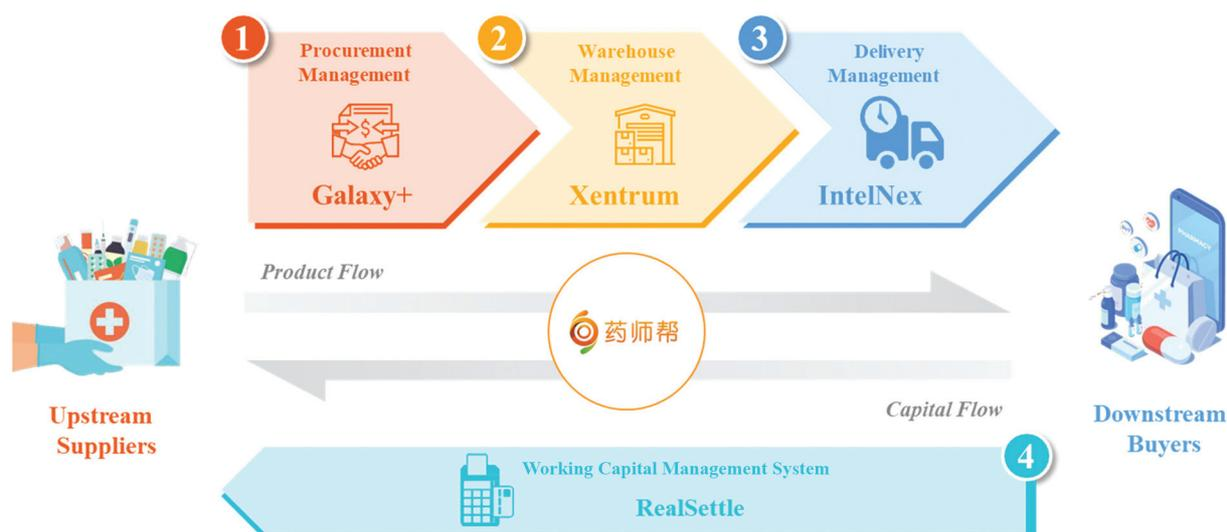 1
Procurement
Management
Galaxy+
2
Warehouse
Management
Xentrum
3
Delivery
Management
IntelNex
Product Flow
药师帮
Capital Flow
Upstream
Suppliers
PHARMACY
Downstream
Buyers
4
Working Capital Management System
RealSettle